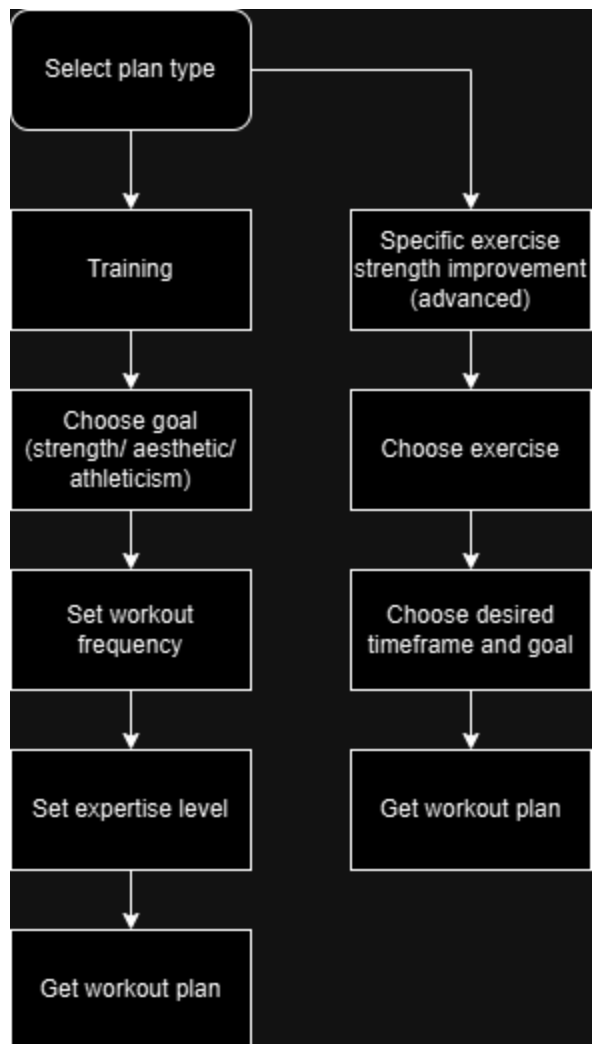 Select plan type
Training
Specific exercise
strength improvement
(advanced)
Choose goal
(strength/ aesthetic/
athleticism)
Choose exercise
Set workout
frequency
Choose desired
timeframe and goal
Set expertise level
Get workout plan
Get workout plan